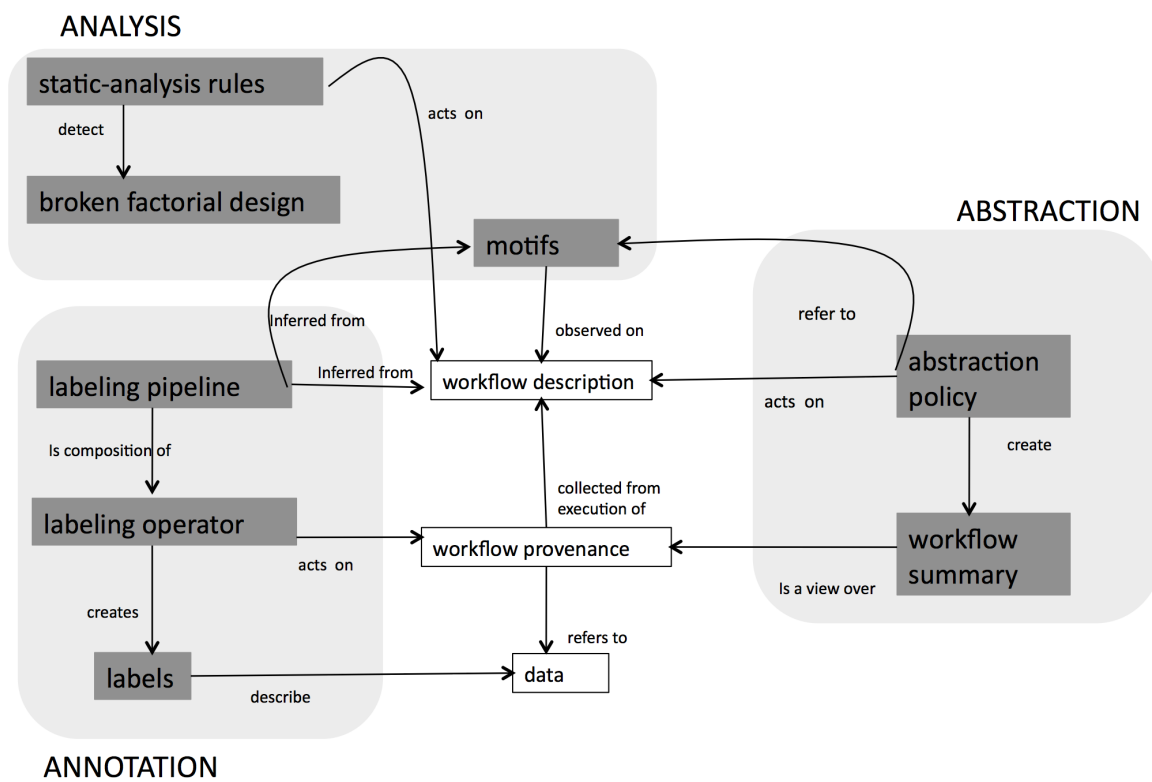 ANALYSIS
static-analysis rules
acts on
detect
broken factorial design
ABSTRACTION
motifs
refer to
Inferred from
observed on
labeling pipeline
Inferred from
workflow description
abstraction
policy
acts on
Is composition of
create
collected from
execution of
labeling operator
workflow provenance
workflow
summary
acts on
Is a view over
creates
refers to
labels
data
describe
ANNOTATION